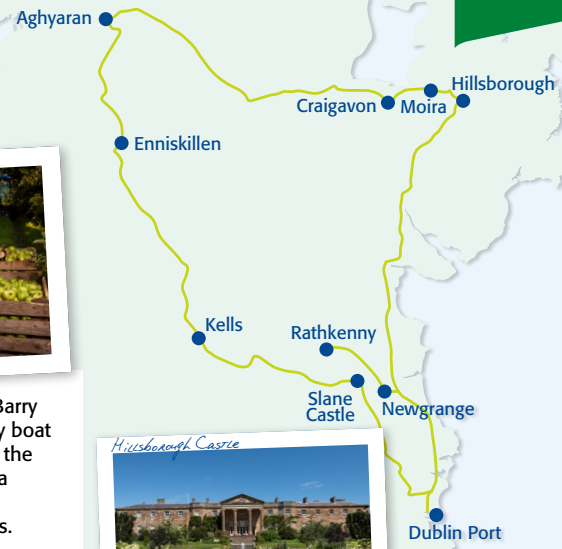 Aghyaran
Hillsborough
Craigavon
Moira
Enniskillen
Kells
Rathkenny
Slane
Castle
Newgrange
Barry
boat
the
a
s.
Hillsborough Castle
Dublin Port